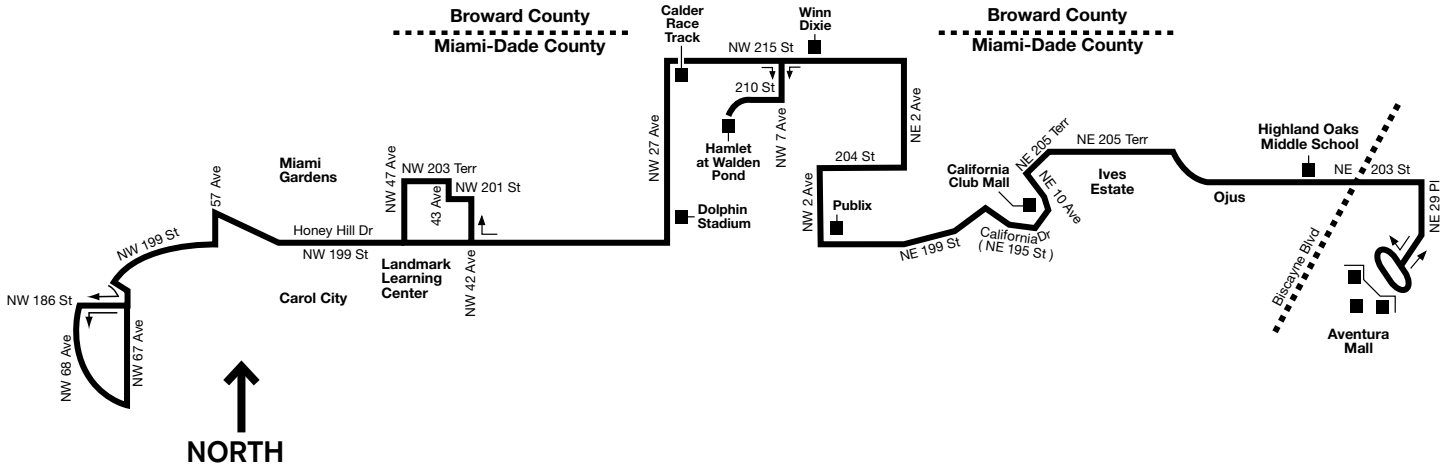 Broward County
Miami-Dade County
Calder
Race
Track
Winn
Dixie
Broward County
Miami-Dade County
NW 215 St
210 St
NW 7 Ave
Hamlet
at Walden
Pond
NW 27 Ave
NE 2 Ave
204 St
NW 2 Ave
Publix
Dolphin
Stadium
Miami
Gardens
57 Ave
NW 47 Ave
NW 203 Terr
43 Ave
NW 201 St
NW 42 Ave
Honey Hill Dr
NW 199 St
Landmark
Learning
Center
Carol City
NW 199 St
NW 186 St
NW 68 Ave
NW 67 Ave
NORTH
NE 199 St
California Dr
( NE 195 St )
California
Club Mall
NE 10 Ave
NE 205 Terr
NE 205 Terr
Ives
Estate
Ojus
Highland Oaks
Middle School
NE 203 St
NE 29 Pl
Biscayne Blvd
Aventura
Mall